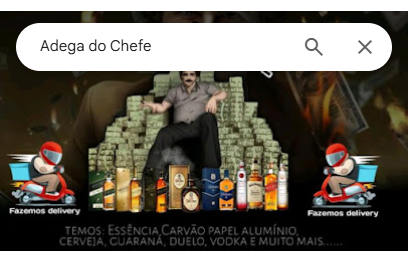 Adega do Chefe
Fazemos delivery
Fazemos delivery
TEMOS: ESSÊNCIA,CARVÃO PAPEL ALUMÍNIO,
CERVEJA, GUARANÁ, DUELO, VODKA E MUITO MAIS.....